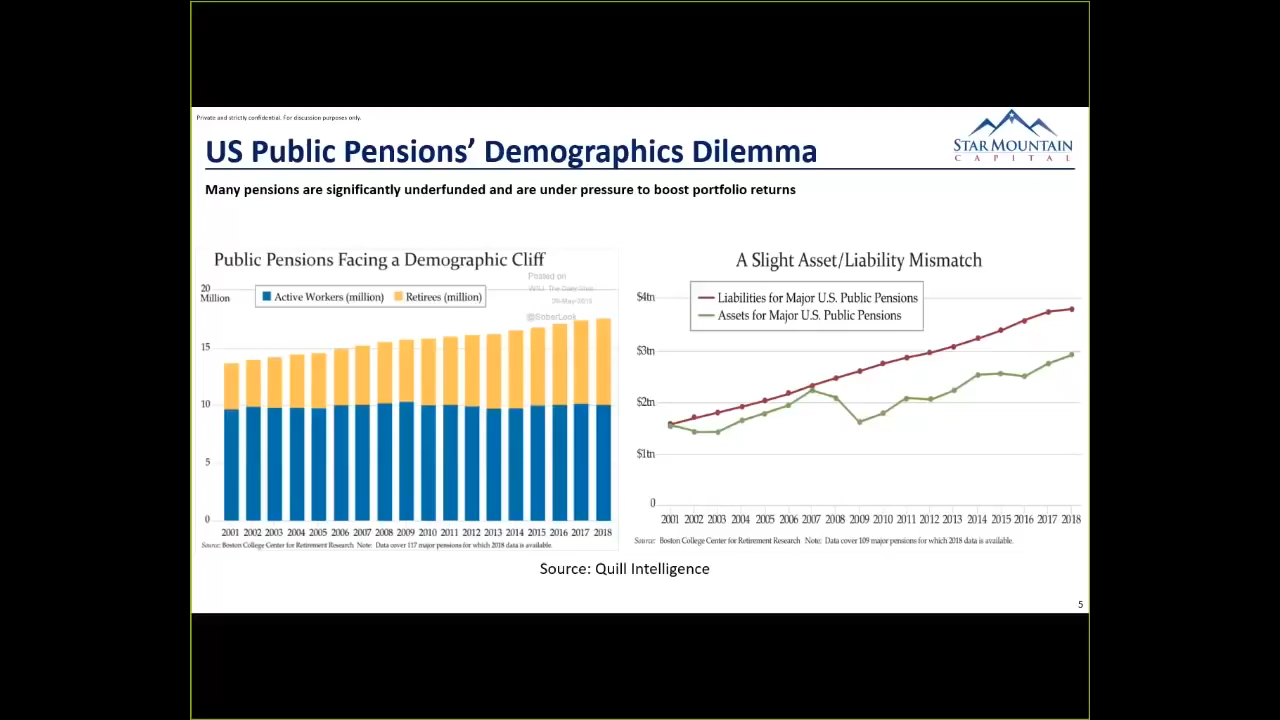 Private and strictly confidential. For discussion purposes only.
US Public Pensions' Demographics Dilemma
STAR MOUNTAIN
CAPITAL
Many pensions are significantly underfunded and are under pressure to boost portfolio returns
Public Pensions Facing a Demographic Cliff
Posted on
WSJ: The Daily Shot
@SoberLook
20
Million
Active Workers (million) Retirees (million)
15
10
5
0
2001 2002 2003 2004 2005 2006 2007 2008 2009 2010 2011 2012 2013 2014 2015 2016 2017 2018
Source: Boston College Center for Retirement Research Note: Data cover 117 major pensions for which 2018 data is available.
A Slight Asset/Liability Mismatch
Liabilities for Major U.S. Public Pensions
Assets for Major U.S. Public Pensions
$4tn
$3tn
$2tn
$1tn
0
2001 2002 2003 2004 2005 2006 2007 2008 2009 2010 2011 2012 2013 2014 2015 2016 2017 2018
Source: Boston College Center for Retirement Research Note: Data cover 109 major pensions for which 2018 data is available.
Source: Quill Intelligence
5